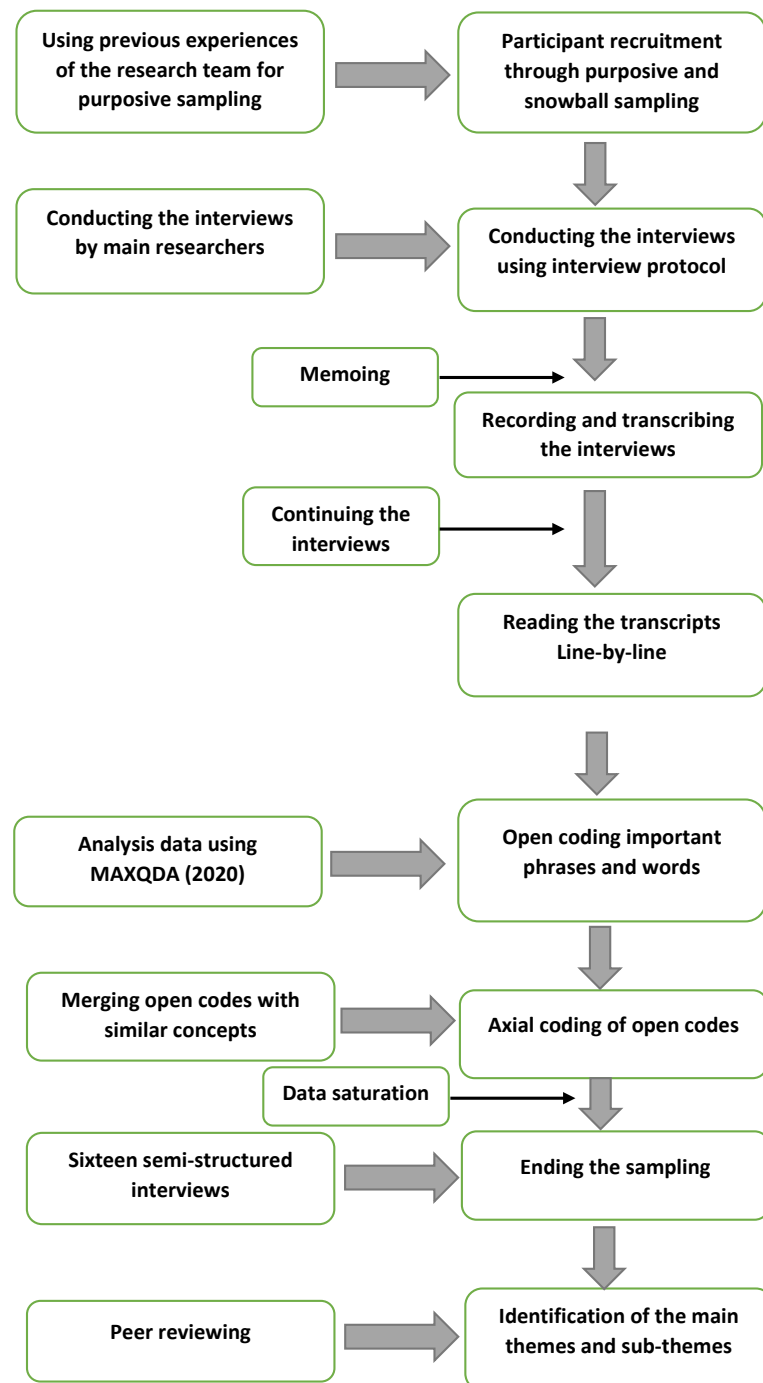 Using previous experiences
of the research team for
purposive sampling
Participant recruitment
through purposive and
snowball sampling
Conducting the interviews
by main researchers
Conducting the interviews
using interview protocol
Memoing
Recording and transcribing
the interviews
Continuing the
interviews
Reading the transcripts
Line-by-line
Analysis data using
MAXQDA (2020)
Open coding important
phrases and words
Merging open codes with
similar concepts
Axial coding of open codes
Data saturation
Sixteen semi-structured
interviews
Ending the sampling
Peer reviewing
Identification of the main
themes and sub-themes